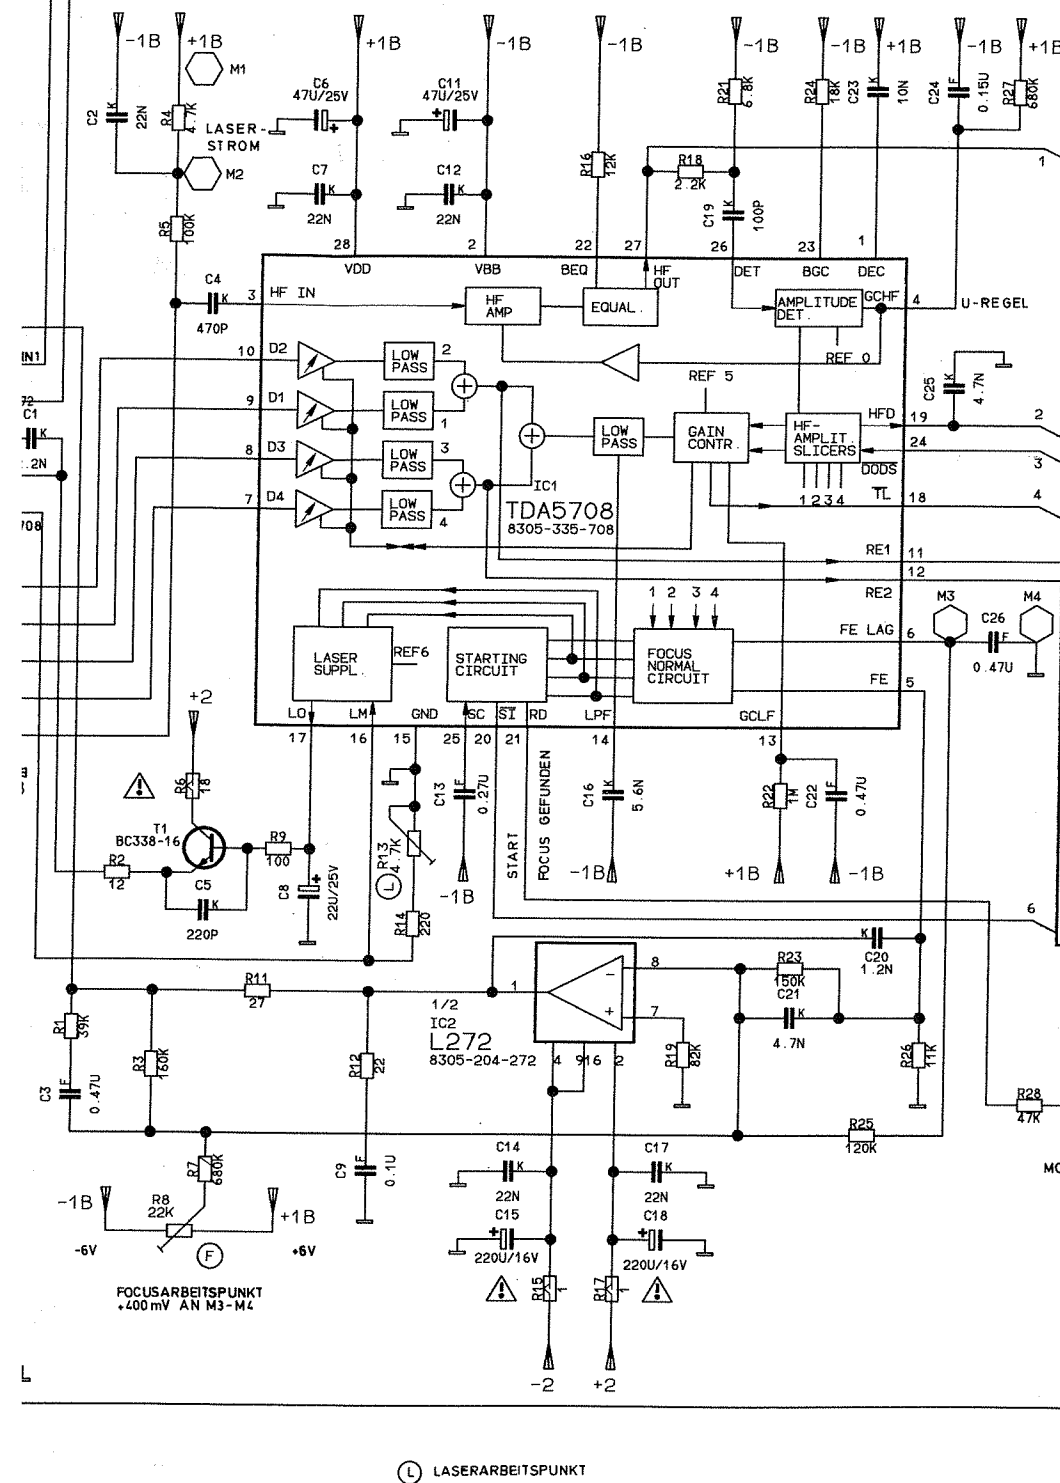 -1B
+1B
+1B
-1B
-1B
-1B
-1B
+1B
-1B
+1B
M1
C2
22N
R4
4.7K
LASER-
STROM
M2
C6
47U/25V
C11
47U/25V
C7
22N
C12
22N
R16
12K
R21
6.8K
R24
18K
C23
10N
C24
0.15U
R27
680K
R18
2.2K
C19
100P
1
R5
100K
28
2
22
27
26
23
1
VDD
VBB
BEQ
HF
OUT
DET
BGC
DEC
C4
470P
3
HF IN
HF
AMP
EQUAL.
AMPLITUDE
DET.
GCHF
4
U-REGEL
REF 0
IN1
10
D2
LOW
PASS
2
9
D1
LOW
PASS
1
8
D3
LOW
PASS
3
7
D4
LOW
PASS
4
REF 5
LOW
PASS
GAIN
CONTR.
HF-
AMPLIT.
SLICERS
HFD
19
24
DODS
1 2 3 4
TL
18
C25
4.7N
2
3
4
C1
.2N
708
IC1
TDA5708
8305-335-708
RE1
11
12
RE2
1 2 3 4
M3
M4
C26
0.47U
LASER
SUPPL.
REF6
STARTING
CIRCUIT
FOCUS
NORMAL
CIRCUIT
FE LAG
6
FE
5
LO
LM
GND
SC
SI
RD
LPF
GCLF
17
16
15
25
20
21
14
13
+2
R6
18
T1
BC338-16
R9
100
R2
12
C5
220P
C8
22U/25V
R13
4.7K
L
R14
220
C13
0.27U
-1B
START
FOCUS GEFUNDEN
C16
5.6N
-1B
R22
1M
C22
0.47U
+1B
-1B
6
C20
1.2N
R11
27
1
8
R23
150K
C21
4.7N
1/2
IC2
L272
8305-204-272
7
4
916
2
R19
82K
R26
11K
R1
39K
R3
160K
R12
22
C3
0.47U
R28
47K
R25
120K
R7
680K
C9
0.1U
C14
22N
C17
22N
-1B
R8
22K
+1B
-6V
F
+6V
C15
220U/16V
C18
220U/16V
FOCUSARBEITSPUNKT
+400mV AN M3-M4
R15
1
R17
1
-2
+2
L
L LASERARBEITSPUNKT